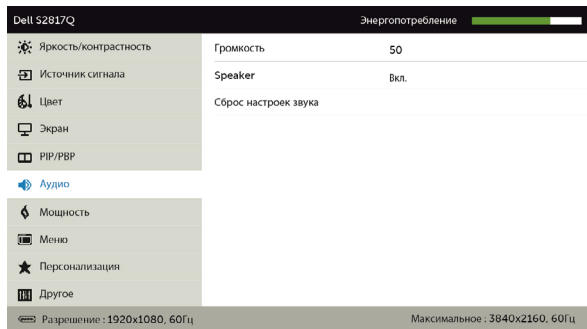 Dell S2817Q
Энергопотребление
Яркость/контрастность
Громкость 50
Источник сигнала
Speaker Вкл.
Цвет
Сброс настроек звука
Экран
PIP/PBP
Аудио
Мощность
Меню
Персонализация
Другое
Разрешение : 1920x1080, 60Гц
Максимальное : 3840x2160, 60Гц